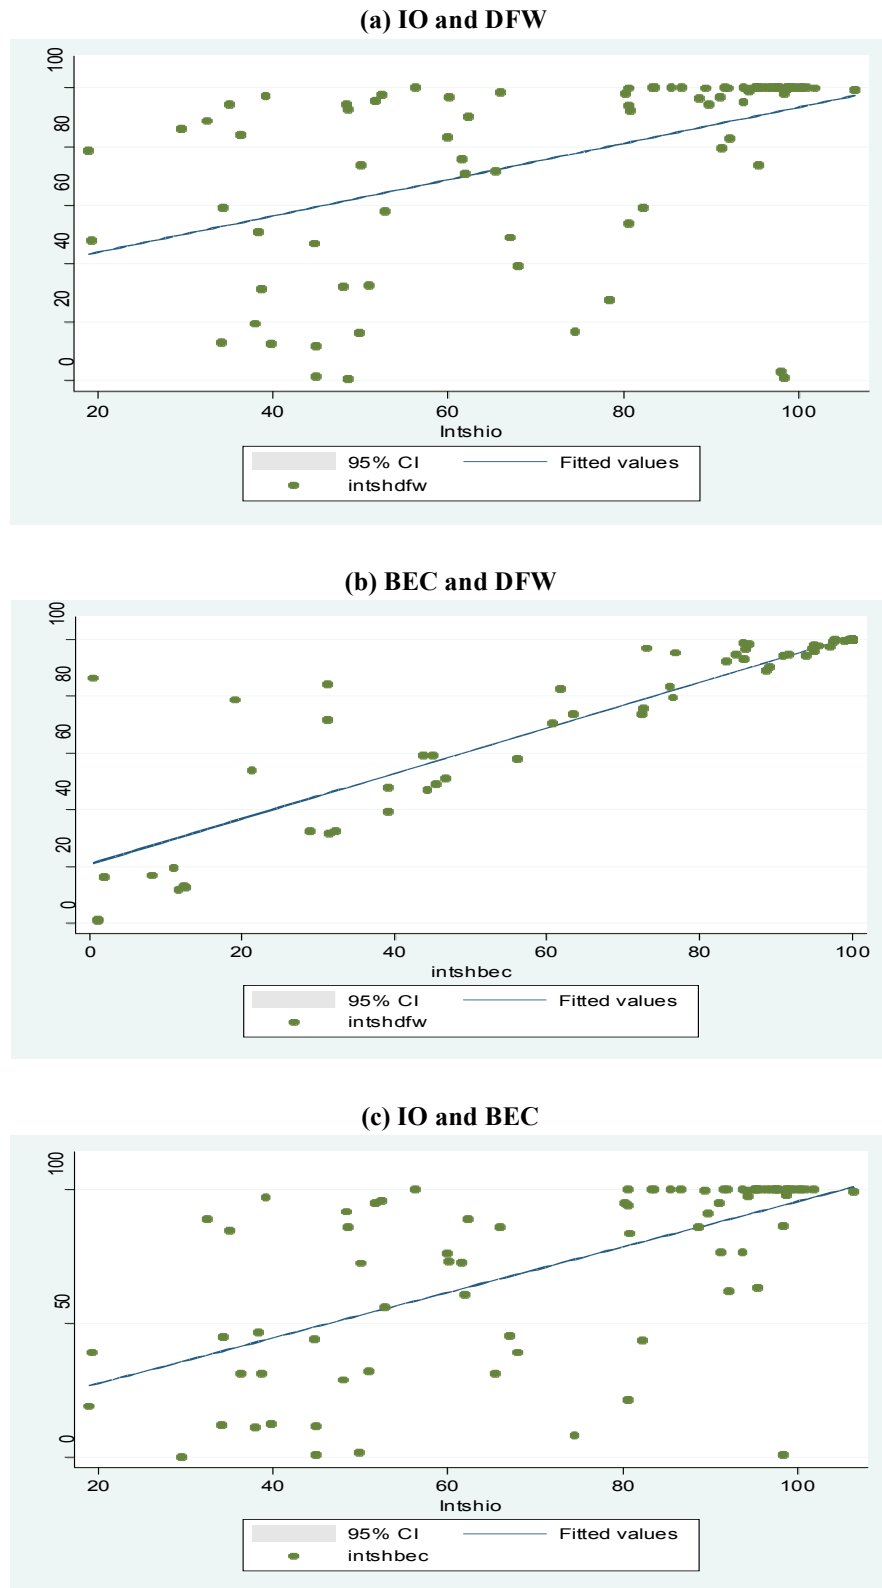 (a) IO and DFW
100
80
60
40
20
0
20 40 60 80 100
Intshio
95% CI Fitted values
intshdfw
(b) BEC and DFW
100
80
60
40
20
0
0 20 40 60 80 100
intshbec
95% CI Fitted values
intshdfw
(c) IO and BEC
100
50
0
20 40 60 80 100
Intshio
95% CI Fitted values
intshbec